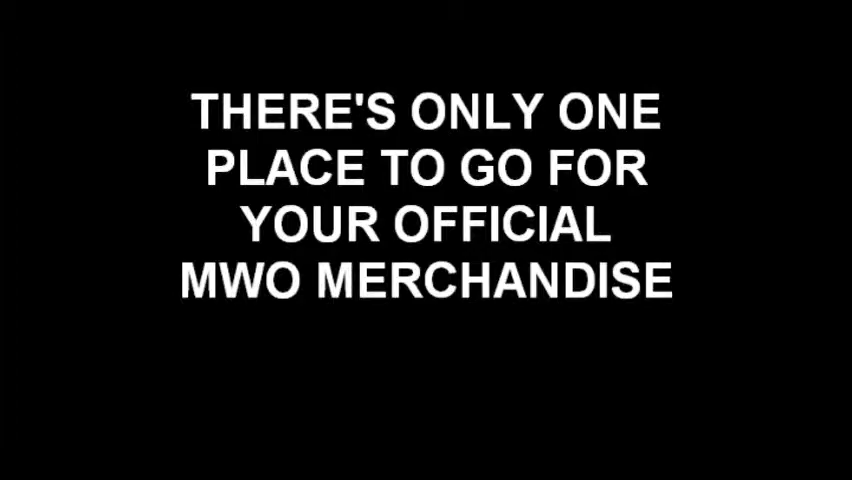 THERE'S ONLY ONE
PLACE TO GO FOR
YOUR OFFICIAL
MWO MERCHANDISE